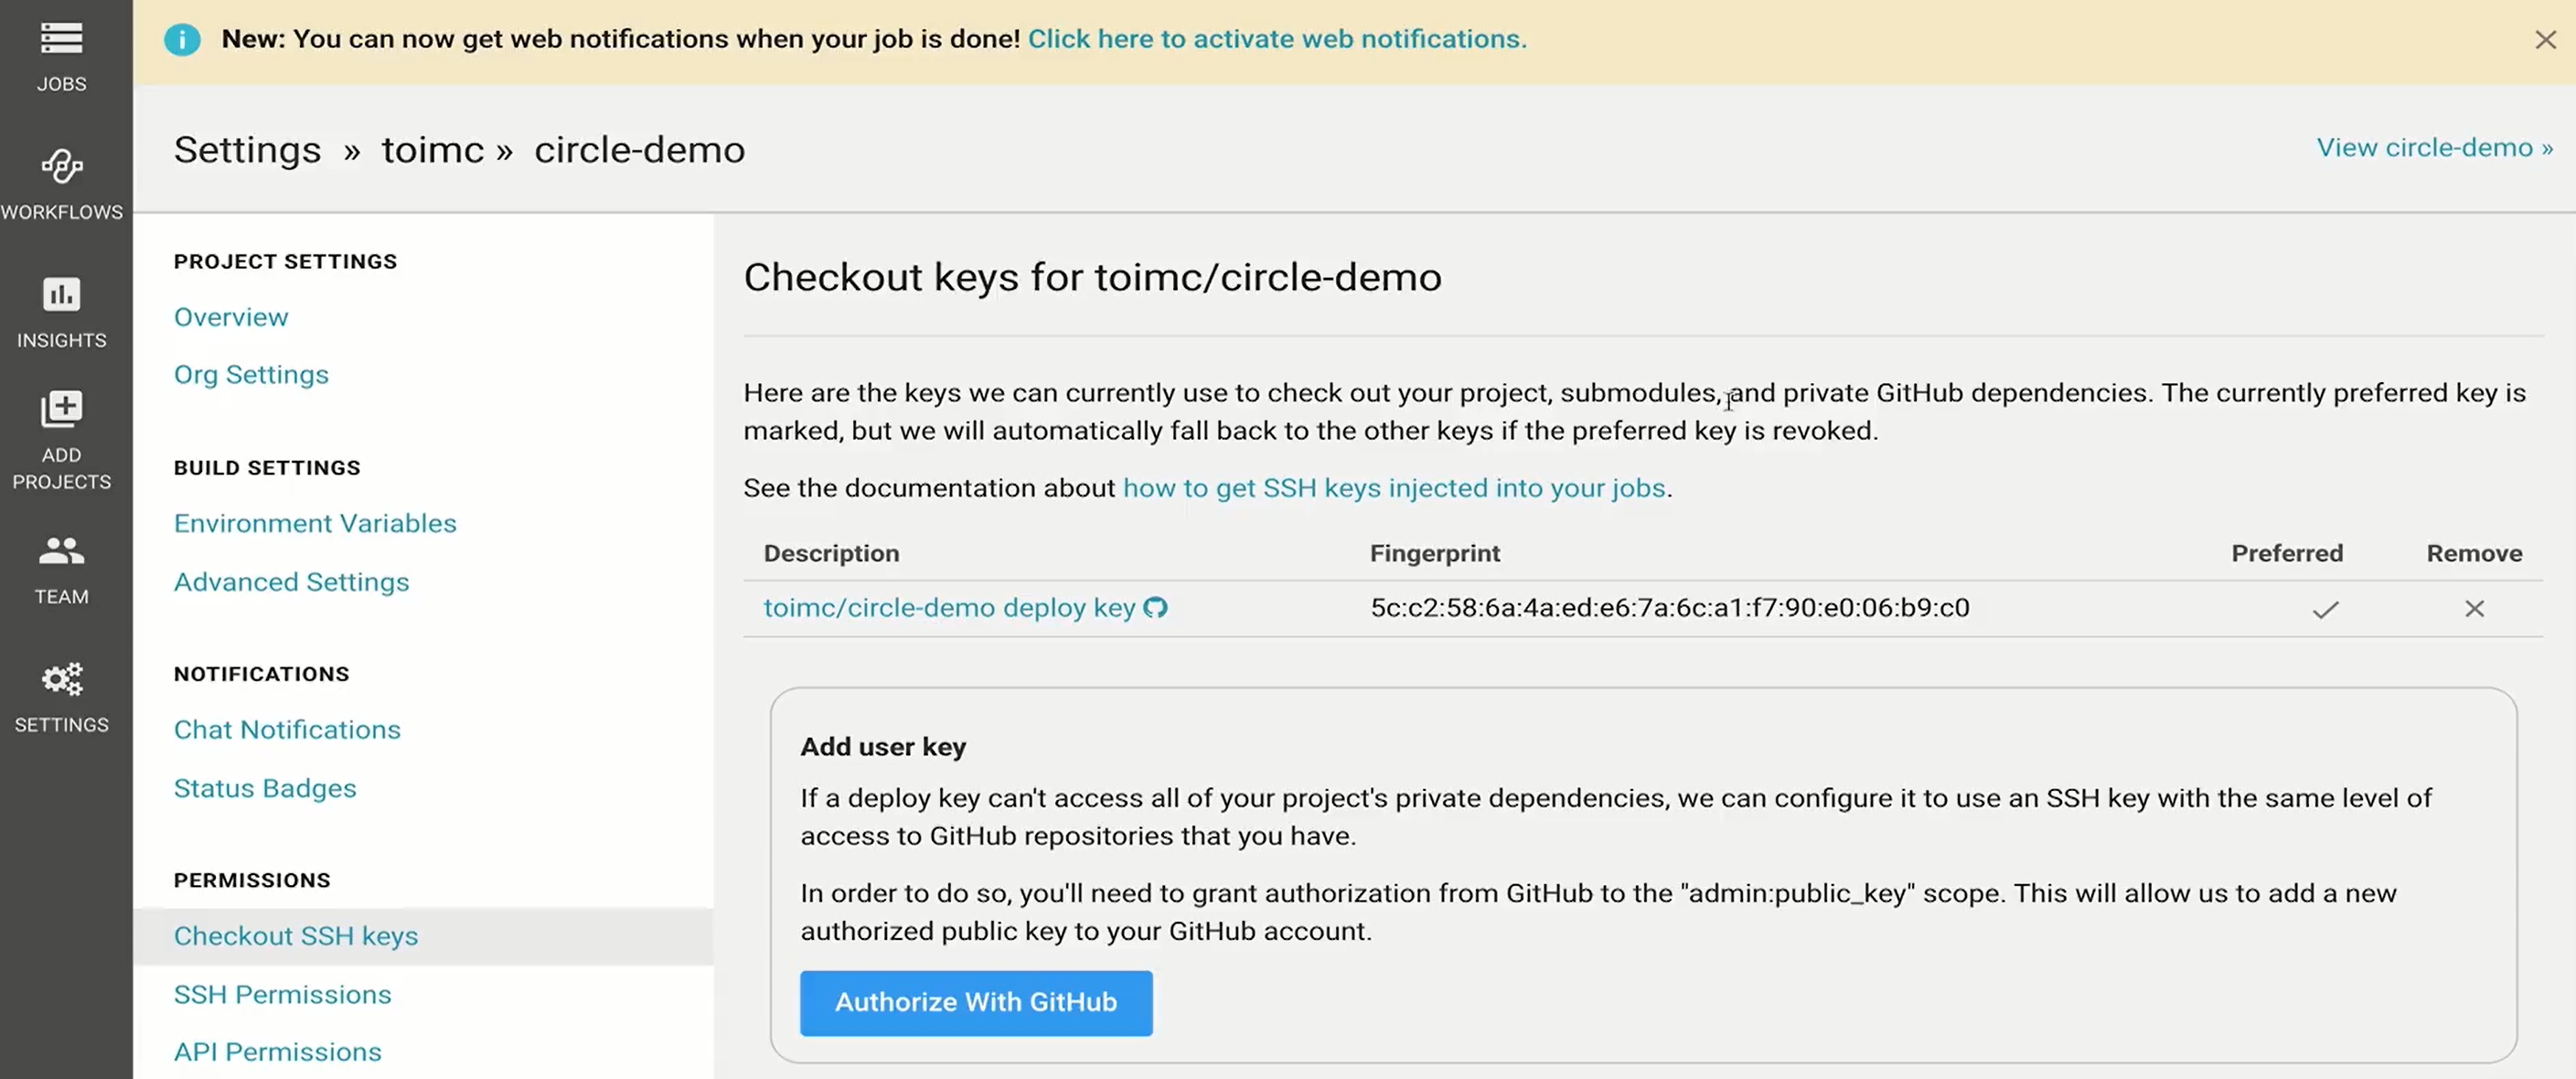 New: You can now get web notifications when your job is done! Click here to activate web notifications.
JOBS
WORKFLOWS
INSIGHTS
ADD
PROJECTS
TEAM
SETTINGS
Settings » toimc » circle-demo
View circle-demo »
PROJECT SETTINGS
Overview
Org Settings
BUILD SETTINGS
Environment Variables
Advanced Settings
NOTIFICATIONS
Chat Notifications
Status Badges
PERMISSIONS
Checkout SSH keys
SSH Permissions
API Permissions
Checkout keys for toimc/circle-demo
Here are the keys we can currently use to check out your project, submodules, and private GitHub dependencies. The currently preferred key is
marked, but we will automatically fall back to the other keys if the preferred key is revoked.
See the documentation about how to get SSH keys injected into your jobs.
Description Fingerprint Preferred Remove
toimc/circle-demo deploy key 5c:c2:58:6a:4a:ed:e6:7a:6c:a1:f7:90:e0:06:b9:c0
Add user key
If a deploy key can't access all of your project's private dependencies, we can configure it to use an SSH key with the same level of
access to GitHub repositories that you have.
In order to do so, you'll need to grant authorization from GitHub to the "admin:public_key" scope. This will allow us to add a new
authorized public key to your GitHub account.
Authorize With GitHub